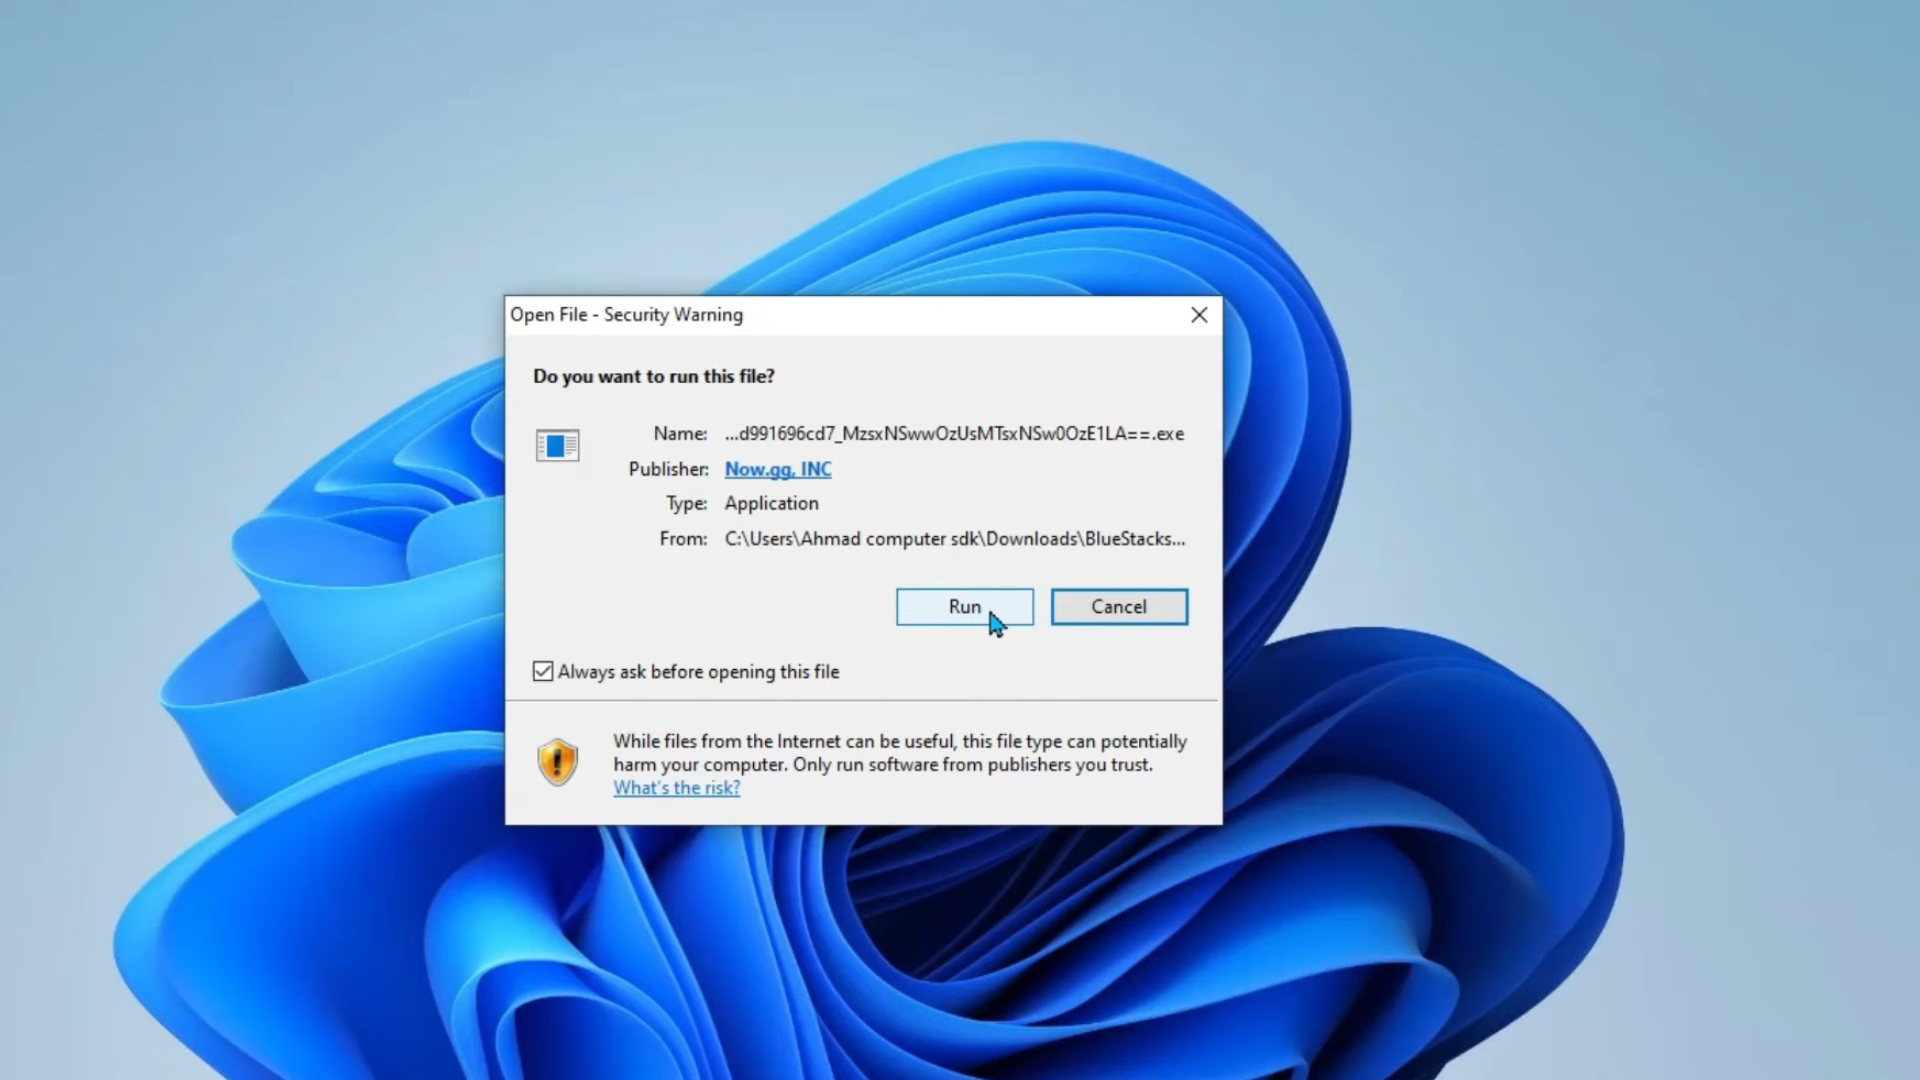 Open File - Security Warning
Do you want to run this file?
Name: ...d991696cd7_MzsxNSwwOzUsMTsxNSw0OzE1LA==.exe
Publisher: Now.gg, INC
Type: Application
From: C:\Users\Ahmad computer sdk\Downloads\BlueStacks...
Run Cancel
Always ask before opening this file
While files from the Internet can be useful, this file type can potentially
harm your computer. Only run software from publishers you trust.
What's the risk?